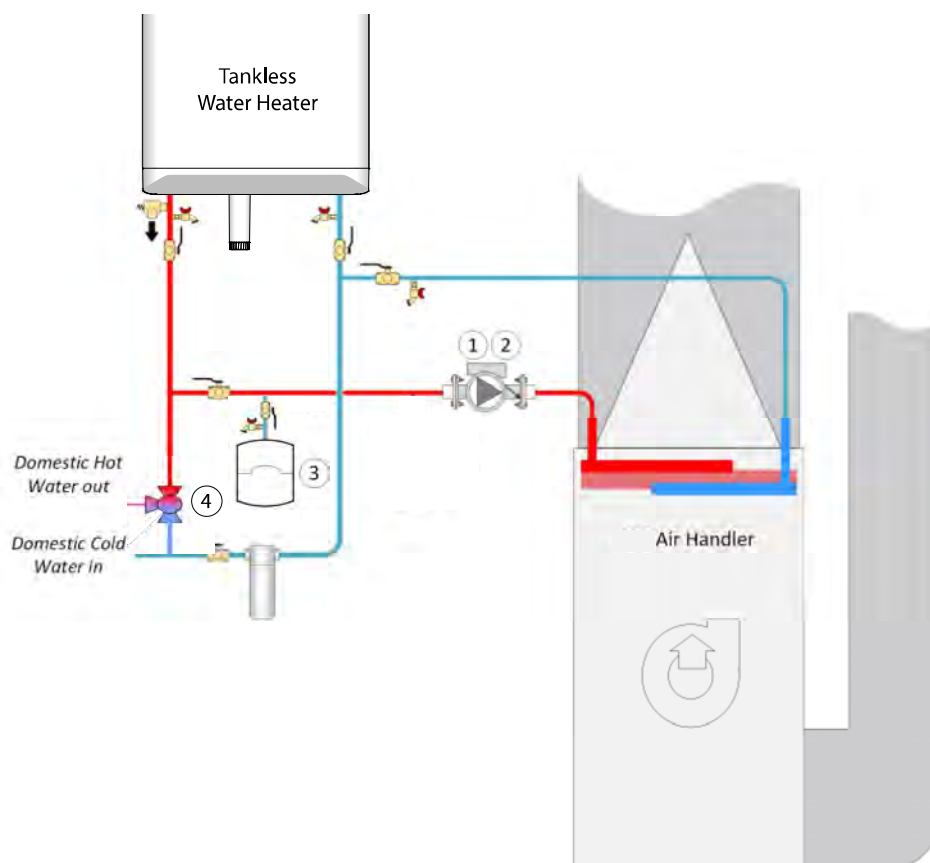 Tankless
Water Heater
1 2
Domestic Hot
Water out
3
4
Domestic Cold
Water in
Air Handler